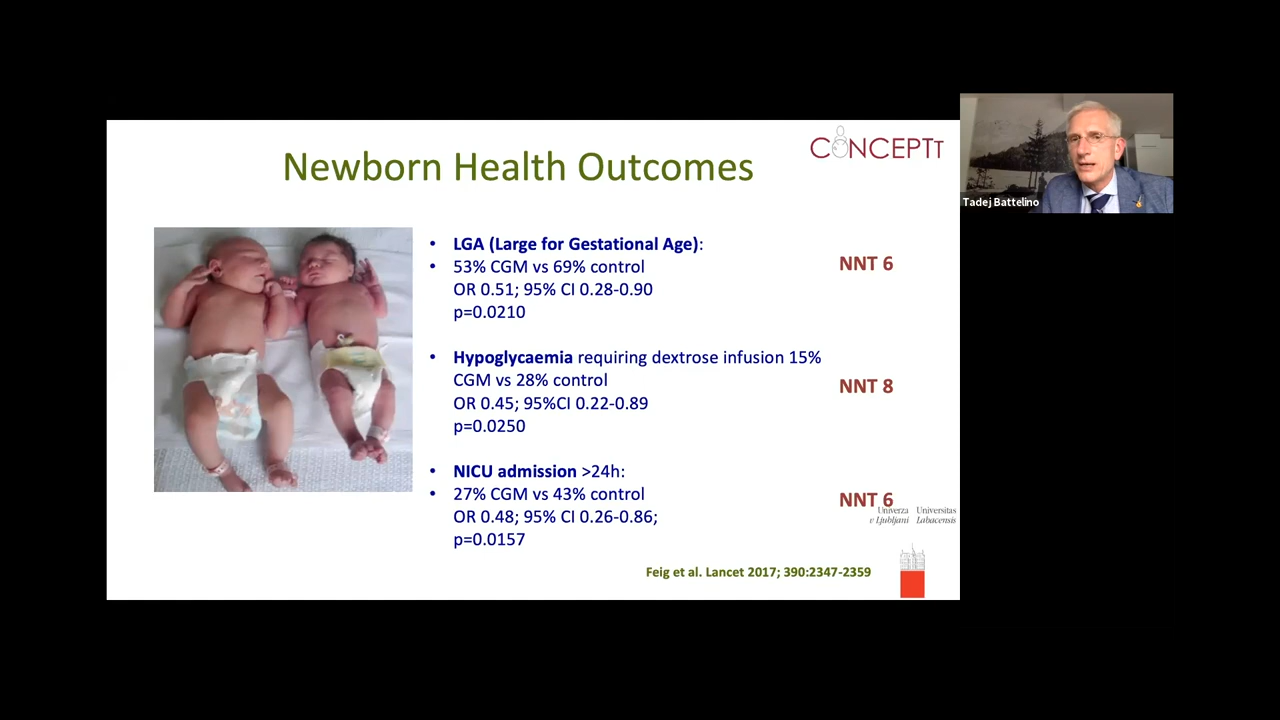 CONCEPTT
Newborn Health Outcomes
Tadej Battelino
• LGA (Large for Gestational Age):
• 53% CGM vs 69% control
OR 0.51; 95% CI 0.28-0.90
p=0.0210
NNT 6
• Hypoglycaemia requiring dextrose infusion 15%
CGM vs 28% control
OR 0.45; 95%CI 0.22-0.89
p=0.0250
NNT 8
• NICU admission >24h:
• 27% CGM vs 43% control
OR 0.48; 95% CI 0.26-0.86;
p=0.0157
NNT 6
Univerza
v Ljubljani
Universitas
Labacensis
Feig et al. Lancet 2017; 390:2347-2359